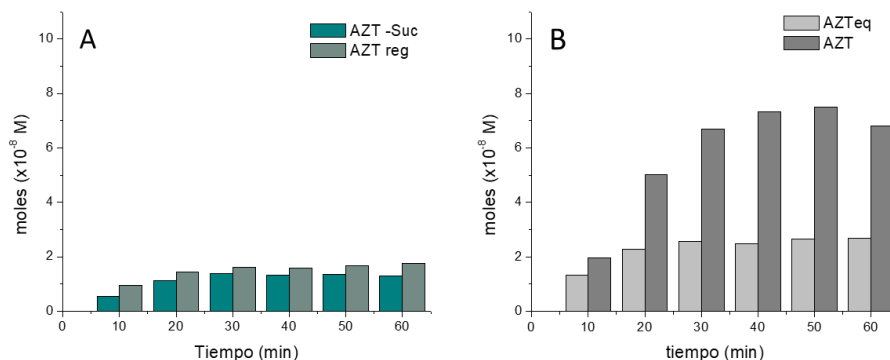 A
AZT -Suc
AZT reg
moles (x10⁻⁸ M)
10
8
6
4
2
0
0 10 20 30 40 50 60
Tiempo (min)
B
AZTeq
AZT
moles (x10⁻⁸ M)
10
8
6
4
2
0
0 10 20 30 40 50 60
tiempo (min)